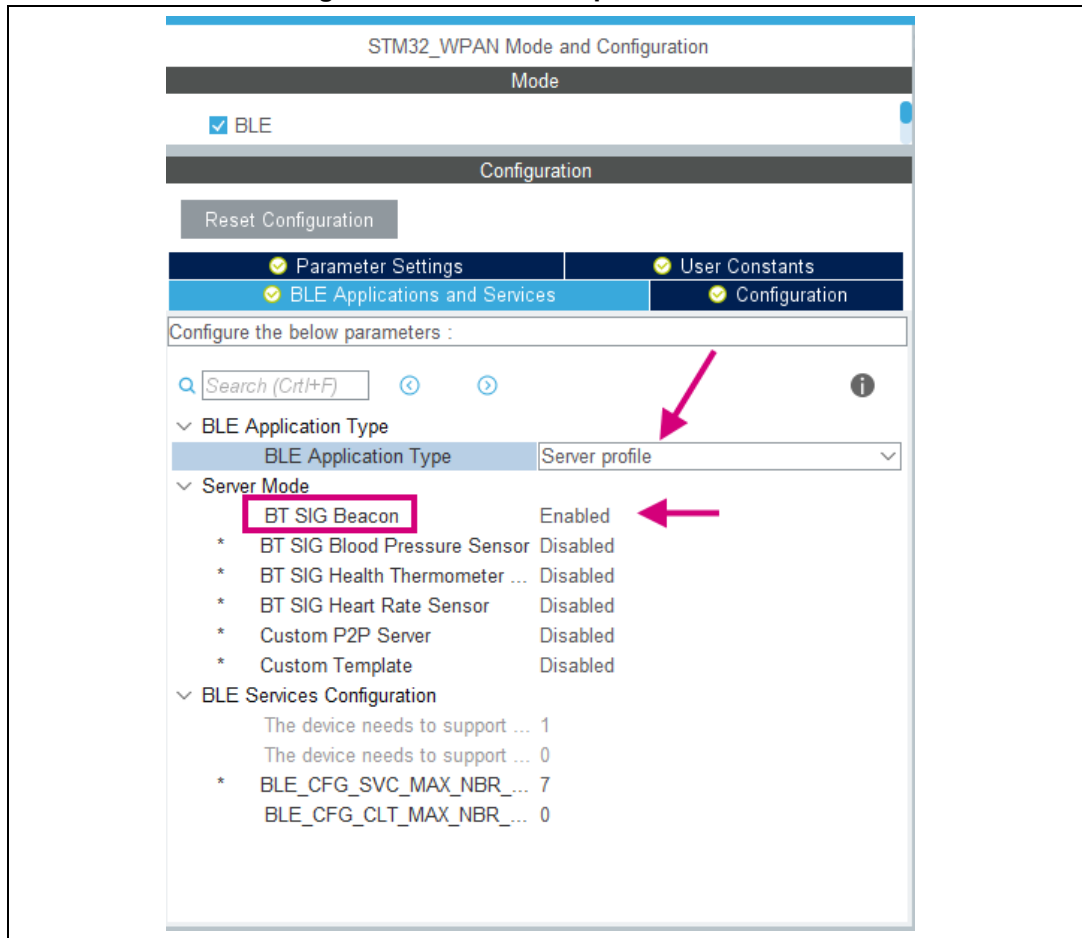 STM32_WPAN Mode and Configuration
Mode
BLE
Configuration
Reset Configuration
Parameter Settings User Constants
BLE Applications and Services Configuration
Configure the below parameters :
Search (Crtl+F)
BLE Application Type
BLE Application Type Server profile
Server Mode
BT SIG Beacon Enabled
* BT SIG Blood Pressure Sensor Disabled
* BT SIG Health Thermometer ... Disabled
* BT SIG Heart Rate Sensor Disabled
* Custom P2P Server Disabled
* Custom Template Disabled
BLE Services Configuration
The device needs to support ... 1
The device needs to support ... 0
* BLE_CFG_SVC_MAX_NBR_... 7
BLE_CFG_CLT_MAX_NBR_... 0